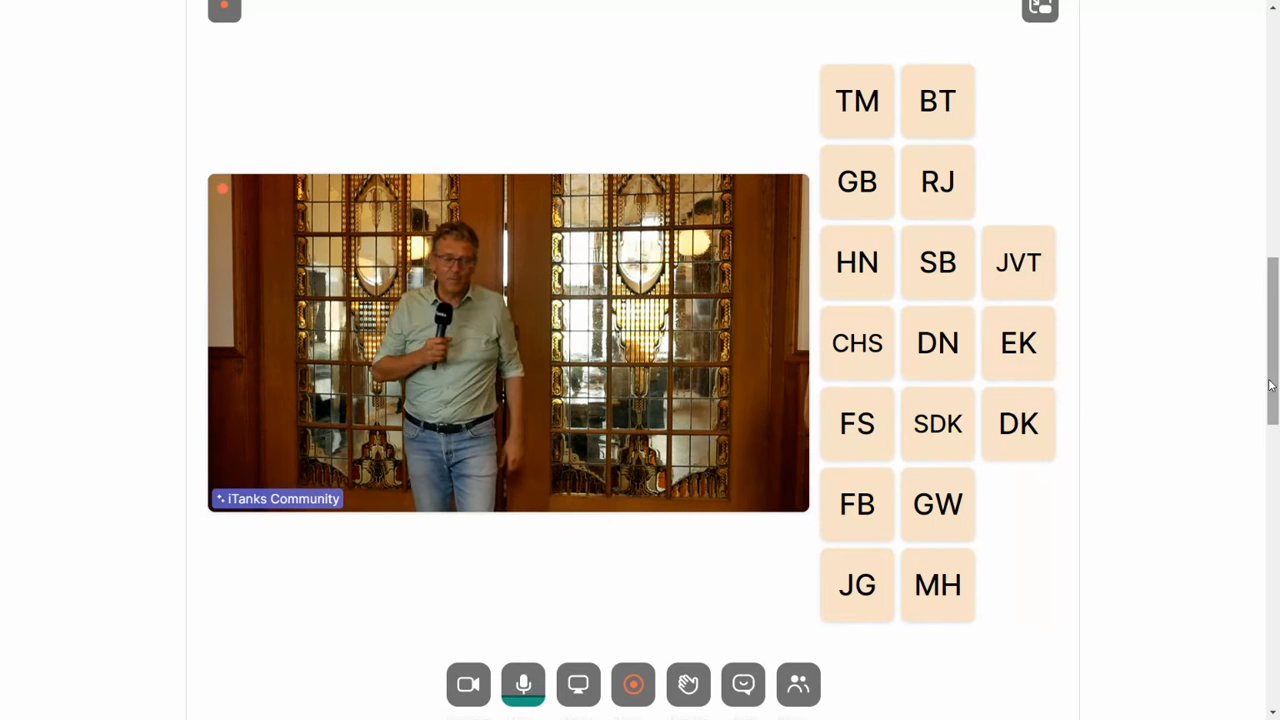 TM BT
GB RJ
HN SB JVT
CHS DN EK
FS SDK DK
FB GW
JG MH
iTanks Community